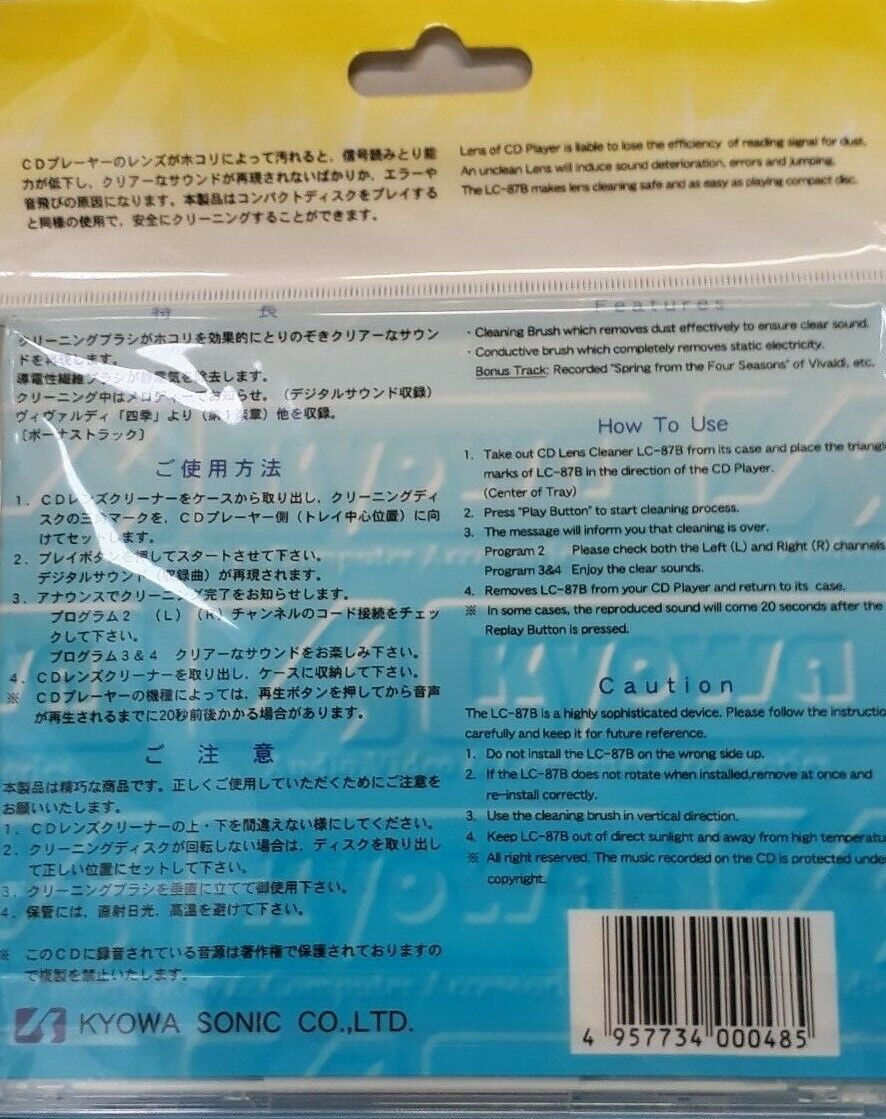 CDプレーヤーのレンズがホコリによって汚れると、信号読みとり能
力が低下し、クリアーなサウンドが再現されないばかりか、エラーや
音飛びの原因になります。本製品はコンパクトディスクをプレイする
と同様の使用で、安全にクリーニングすることができます。
Lens of CD Player is liable to lose the efficiency of reading signal for dust.
An unclean Lens will induce sound deterioration, errors and jumping.
The LC-87B makes lens cleaning safe and as easy as playing compact disc.
特長
クリーニングブラシがホコリを効果的にとりのぞきクリアーなサウン
ドを再現します。
導電性繊維ブラシが静電気を除去します。
クリーニング中はメロディーでお知らせ。（デジタルサウンド収録）
ヴィヴァルディ「四季」より（第1楽章）他を収録。
［ボーナストラック］
ご使用方法
1．CDレンズクリーナーをケースから取り出し、クリーニングディ
スクの三角マークを、CDプレーヤー側（トレイ中心位置）に向
けてセットします。
2．プレイボタンを押してスタートさせて下さい。
デジタルサウンド（収録曲）が再現されます。
3．アナウンスでクリーニング完了をお知らせします。
プログラム2 （L）（R）チャンネルのコード接続をチェッ
クして下さい。
プログラム3&4 クリアーなサウンドをお楽しみ下さい。
4．CDレンズクリーナーを取り出し、ケースに収納して下さい。
※ CDプレーヤーの機種によっては、再生ボタンを押してから音声
が再生されるまでに20秒前後かかる場合があります。
ご注意
本製品は精巧な商品です。正しくご使用していただくためにご注意を
お願いいたします。
1．CDレンズクリーナーの上・下を間違えない様にしてください。
2．クリーニングディスクが回転しない場合は、ディスクを取り出し
て正しい位置にセットして下さい。
3．クリーニングブラシを垂直に立てて御使用下さい。
4．保管には、直射日光、高温を避けて下さい。
※ このCDに録音されている音源は著作権で保護されておりますの
で複製を禁止いたします。
KYOWA SONIC CO.,LTD.
Features
・Cleaning Brush which removes dust effectively to ensure clear sound.
・Conductive brush which completely removes static electricity.
Bonus Track: Recorded "Spring from the Four Seasons" of Vivaldi, etc.
How To Use
1. Take out CD Lens Cleaner LC-87B from its case and place the triangle
marks of LC-87B in the direction of the CD Player.
(Center of Tray)
2. Press "Play Button" to start cleaning process.
3. The message will inform you that cleaning is over.
Program 2 Please check both the Left (L) and Right (R) channels
Program 3&4 Enjoy the clear sounds.
4. Removes LC-87B from your CD Player and return to its case.
※ In some cases, the reproduced sound will come 20 seconds after the
Replay Button is pressed.
KYOWA
Caution
The LC-87B is a highly sophisticated device. Please follow the instructio
carefully and keep it for future reference.
1. Do not install the LC-87B on the wrong side up.
2. If the LC-87B does not rotate when installed,remove at once and
re-install correctly.
3. Use the cleaning brush in vertical direction.
4. Keep LC-87B out of direct sunlight and away from high temperatu
※ All right reserved. The music recorded on the CD is protected unde
copyright.
4 957734 000485